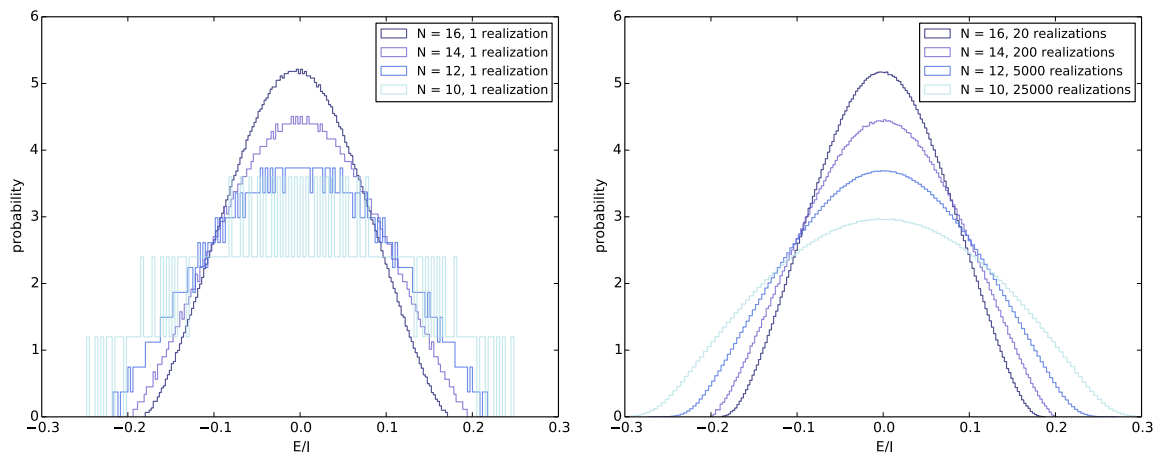 6
5
4
3
2
1
0
probability
−0.3
−0.2
−0.1
0.0
0.1
0.2
0.3
E/J
N = 16, 1 realization
N = 14, 1 realization
N = 12, 1 realization
N = 10, 1 realization
6
5
4
3
2
1
0
probability
−0.3
−0.2
−0.1
0.0
0.1
0.2
0.3
E/J
N = 16, 20 realizations
N = 14, 200 realizations
N = 12, 5000 realizations
N = 10, 25000 realizations